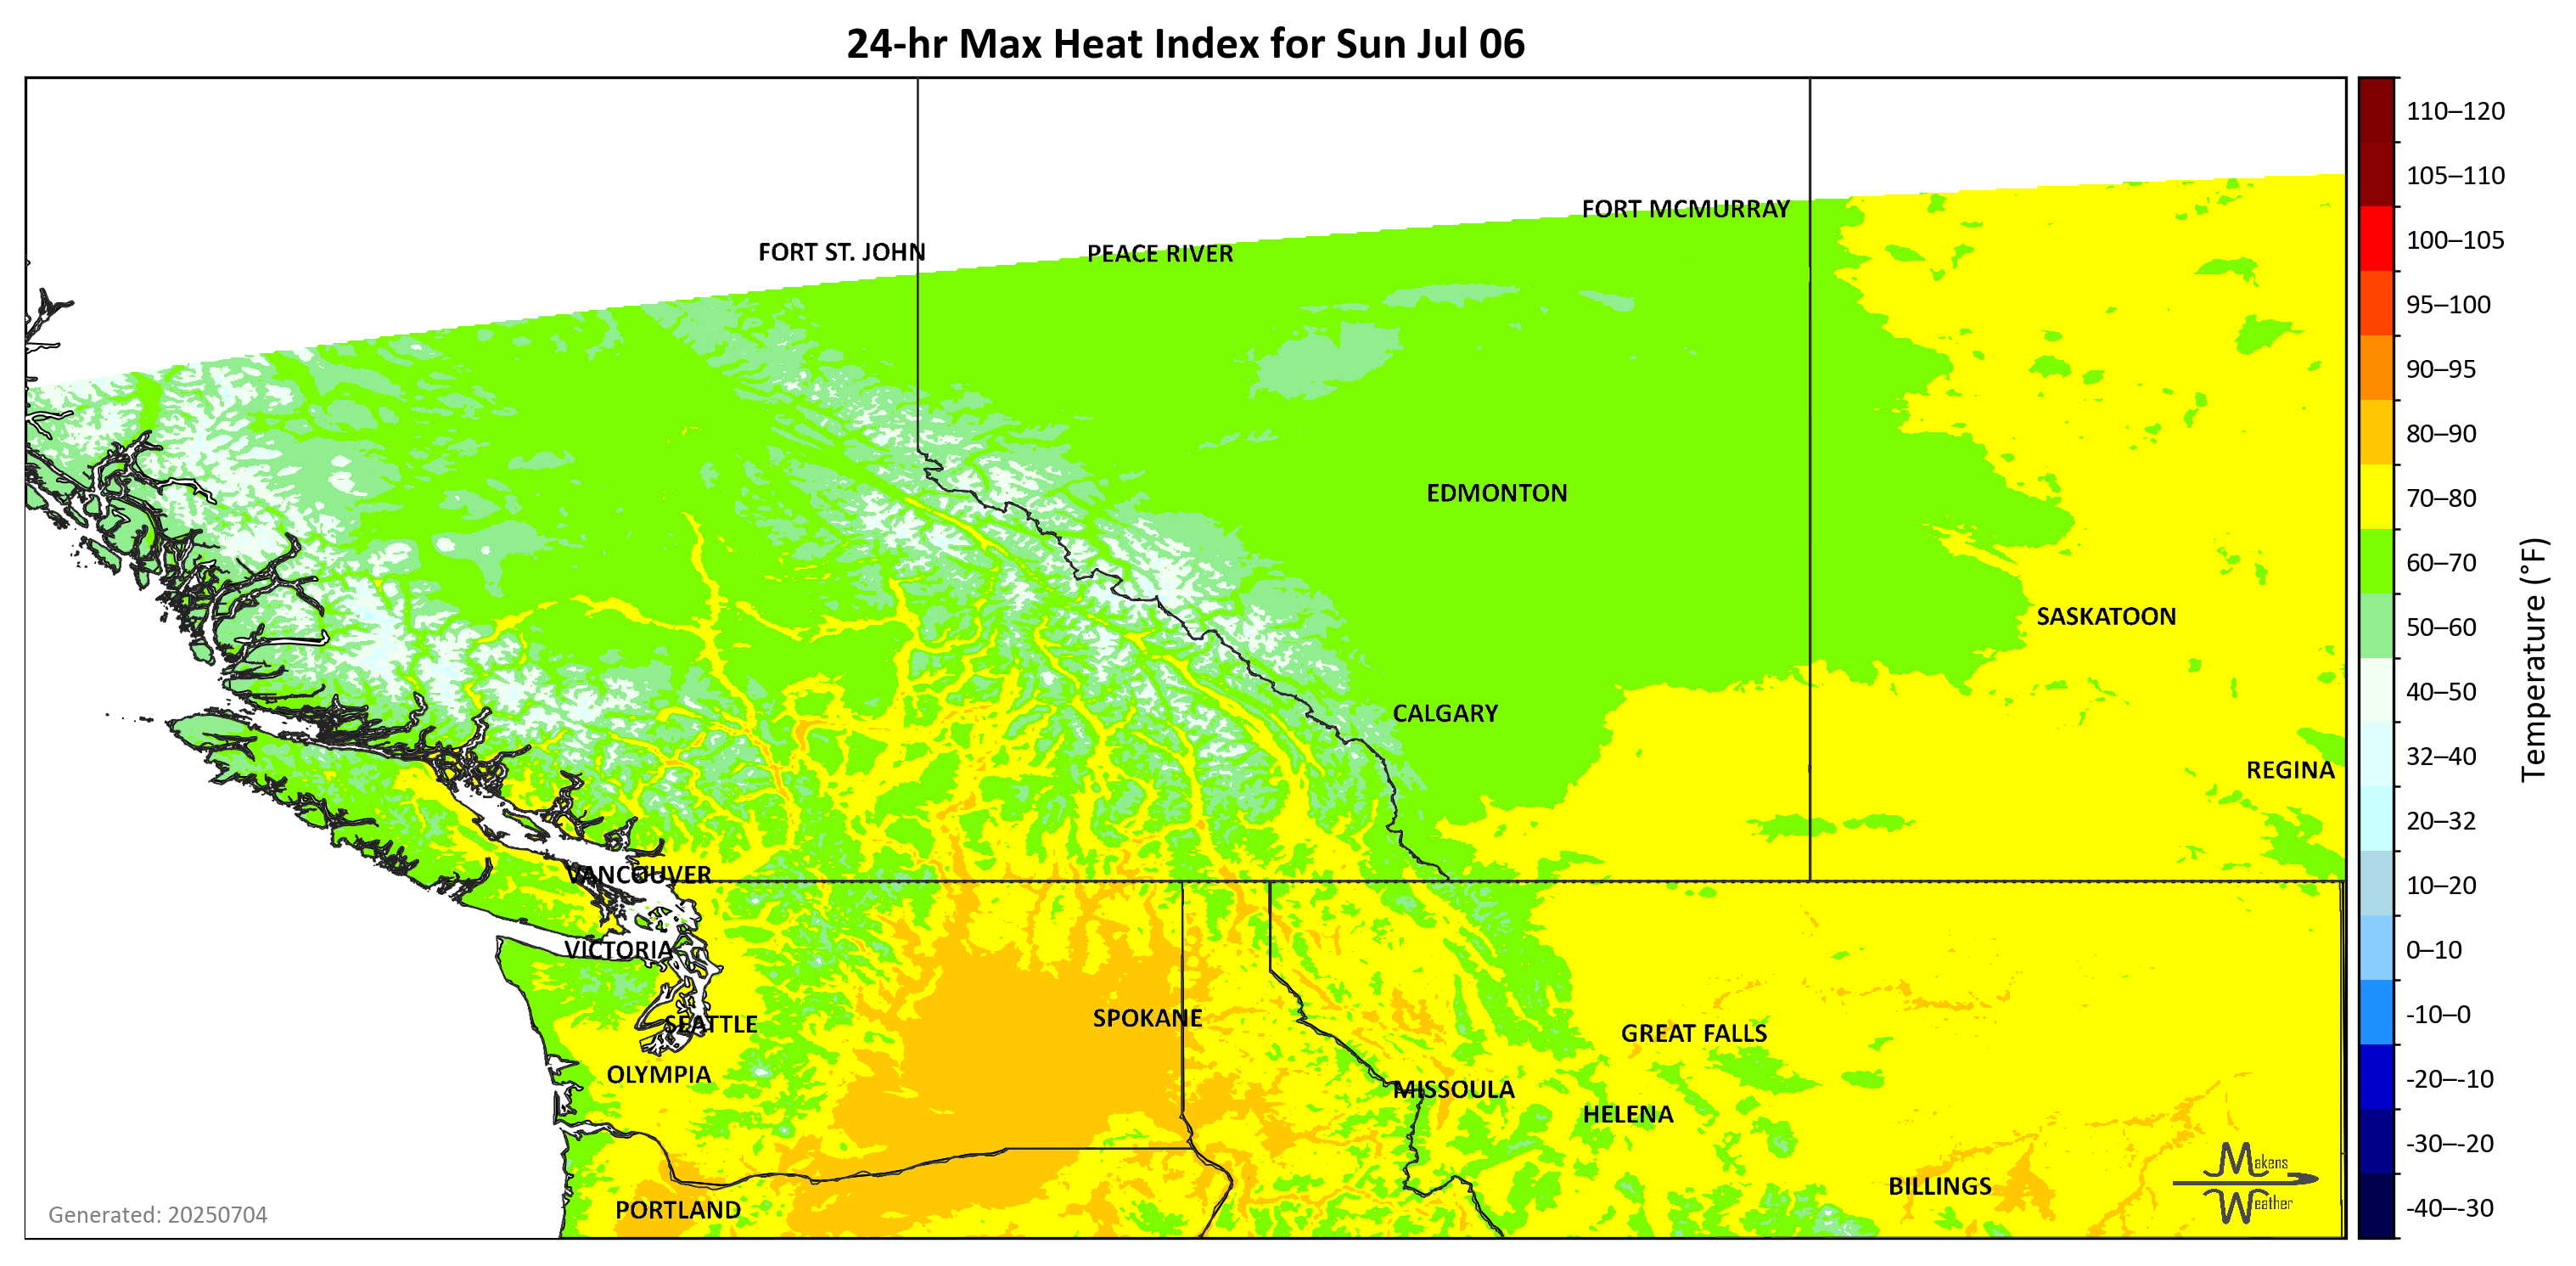 24-hr Max Heat Index for Sun Jul 06
FORT MCMURRAY
FORT ST. JOHN
PEACE RIVER
EDMONTON
SASKATOON
CALGARY
REGINA
VANCOUVER
VICTORIA
SEATTLE
SPOKANE
GREAT FALLS
OLYMPIA
MISSOULA
HELENA
BILLINGS
PORTLAND
Generated: 20250704
Makens
Weather
110–120
105–110
100–105
95–100
90–95
80–90
70–80
60–70
50–60
40–50
32–40
20–32
10–20
0–10
-10–0
-20–-10
-30–-20
-40–-30
Temperature (°F)